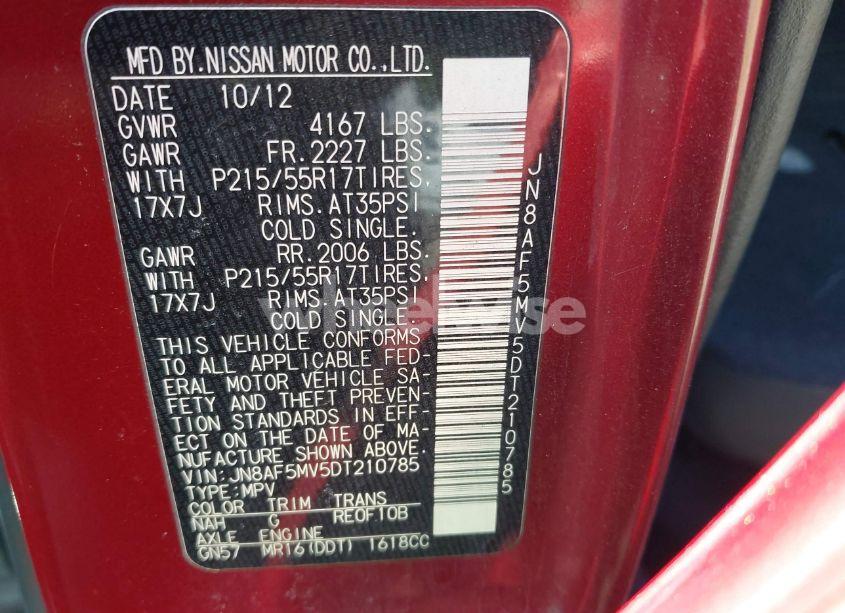 MFD BY.NISSAN MOTOR CO.,LTD.
DATE 10/12
GVWR 4167 LBS.
GAWR FR.2227 LBS.
WITH P215/55R17TIRES,
17X7J RIMS.AT35PSI
COLD SINGLE.
GAWR RR.2006 LBS.
WITH P215/55R17TIRES,
17X7J RIMS.AT35PSI
COLD SINGLE.
THIS VEHICLE CONFORMS
TO ALL APPLICABLE FED-
ERAL MOTOR VEHICLE SA-
FETY AND THEFT PREVEN-
TION STANDARDS IN EFF-
ECT ON THE DATE OF MA-
NUFACTURE SHOWN ABOVE.
VIN:JN8AF5MV5DT210785
TYPE:MPV
COLOR TRIM TRANS
NAH G REOF10B
AXLE ENGINE
GN57 MR16(DDT) 1618CC
JN8AF5MV5DT210785